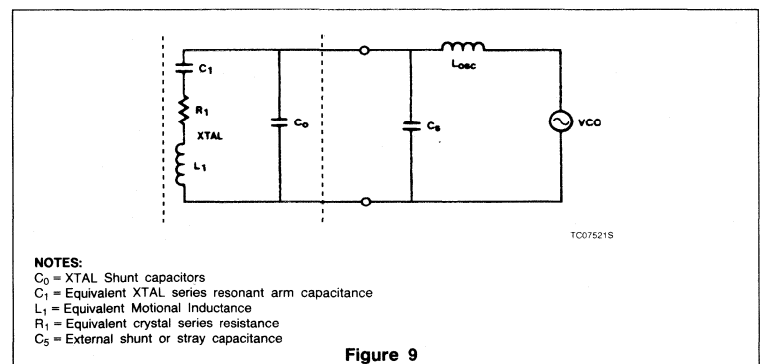 C1
R1
XTAL
L1
Co
Cs
Losc
VCO
TC07521S
NOTES:
C0 = XTAL Shunt capacitors
C1 = Equivalent XTAL series resonant arm capacitance
L1 = Equivalent Motional Inductance
R1 = Equivalent crystal series resistance
C5 = External shunt or stray capacitance
Figure 9